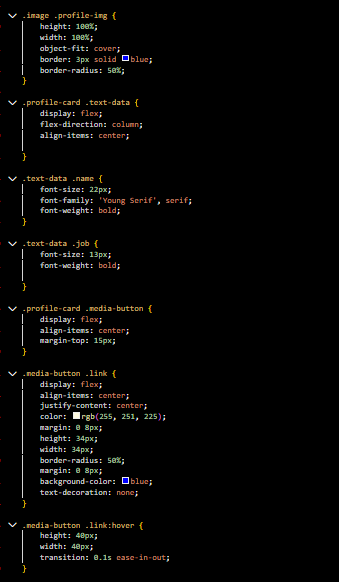 .image .profile-img {
height: 100%;
width: 100%;
object-fit: cover;
border: 3px solid blue;
border-radius: 50%;
}
.profile-card .text-data {
display: flex;
flex-direction: column;
align-items: center;
}
.text-data .name {
font-size: 22px;
font-family: 'Young Serif', serif;
font-weight: bold;
}
.text-data .job {
font-size: 13px;
font-weight: bold;
}
.profile-card .media-button {
display: flex;
align-items: center;
margin-top: 15px;
}
.media-button .link {
display: flex;
align-items: center;
justify-content: center;
color: rgb(255, 251, 225);
margin: 0 8px;
height: 34px;
width: 34px;
border-radius: 50%;
margin: 0 8px;
background-color: blue;
text-decoration: none;
}
.media-button .link:hover {
height: 40px;
width: 40px;
transition: 0.1s ease-in-out;
}